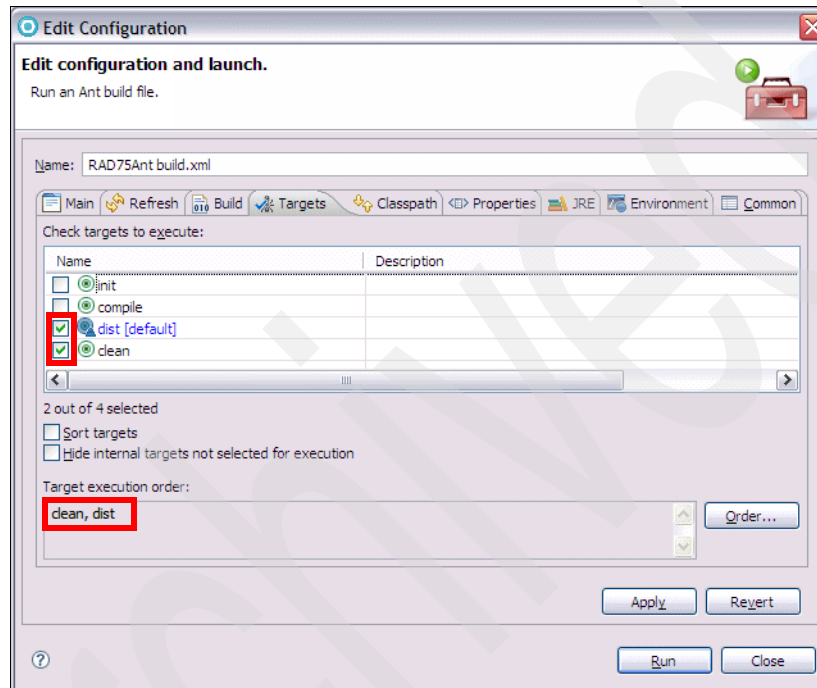 Edit Configuration
Edit configuration and launch.
Run an Ant build file.
Name: RAD75Ant build.xml
Main Refresh Build Targets Classpath Properties JRE Environment Common
Check targets to execute:
Name Description
init
compile
dist [default]
clean
2 out of 4 selected
Sort targets
Hide internal targets not selected for execution
Target execution order:
clean, dist
Order...
Apply Revert
Run Close